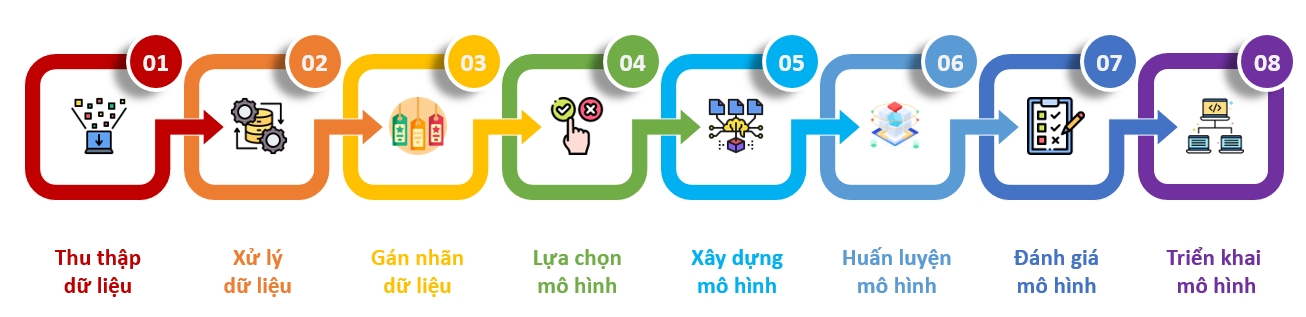 01
02
03
04
05
06
07
08
Thu thập
dữ liệu
Xử lý
dữ liệu
Gán nhãn
dữ liệu
Lựa chọn
mô hình
Xây dựng
mô hình
Huấn luyện
mô hình
Đánh giá
mô hình
Triển khai
mô hình